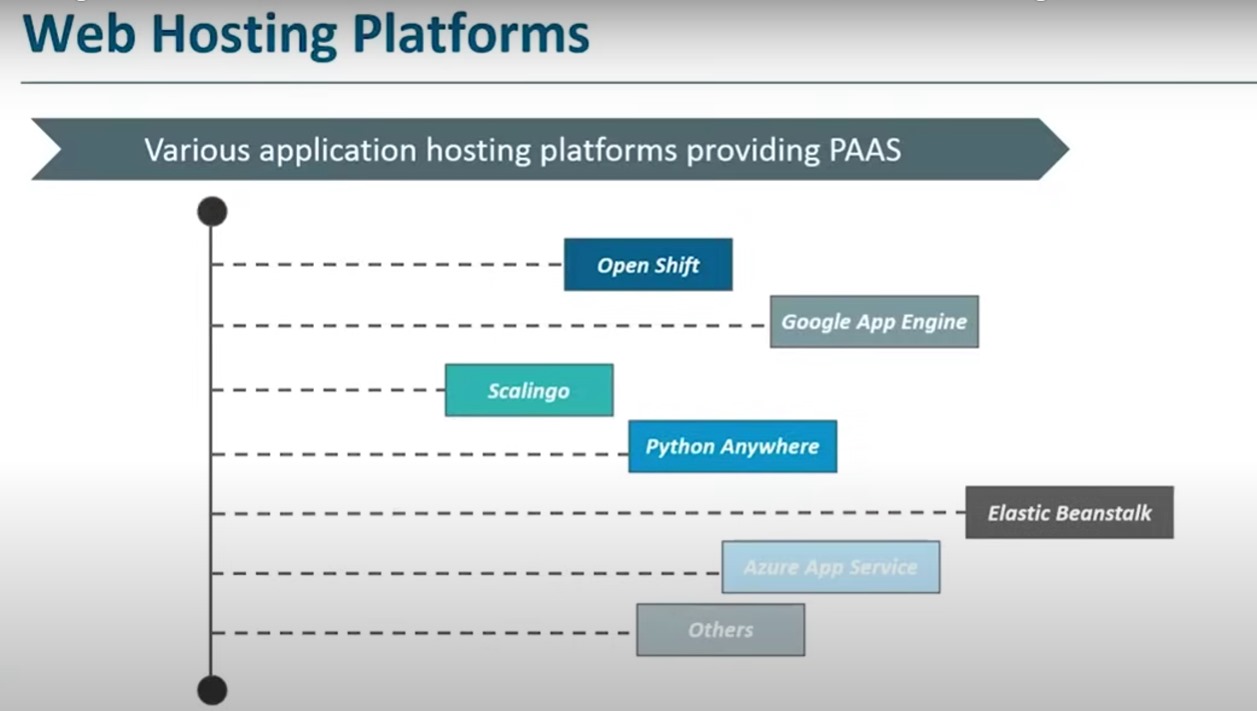 Web Hosting Platforms
Various application hosting platforms providing PAAS
Open Shift
Google App Engine
Scalingo
Python Anywhere
Elastic Beanstalk
Azure App Service
Others